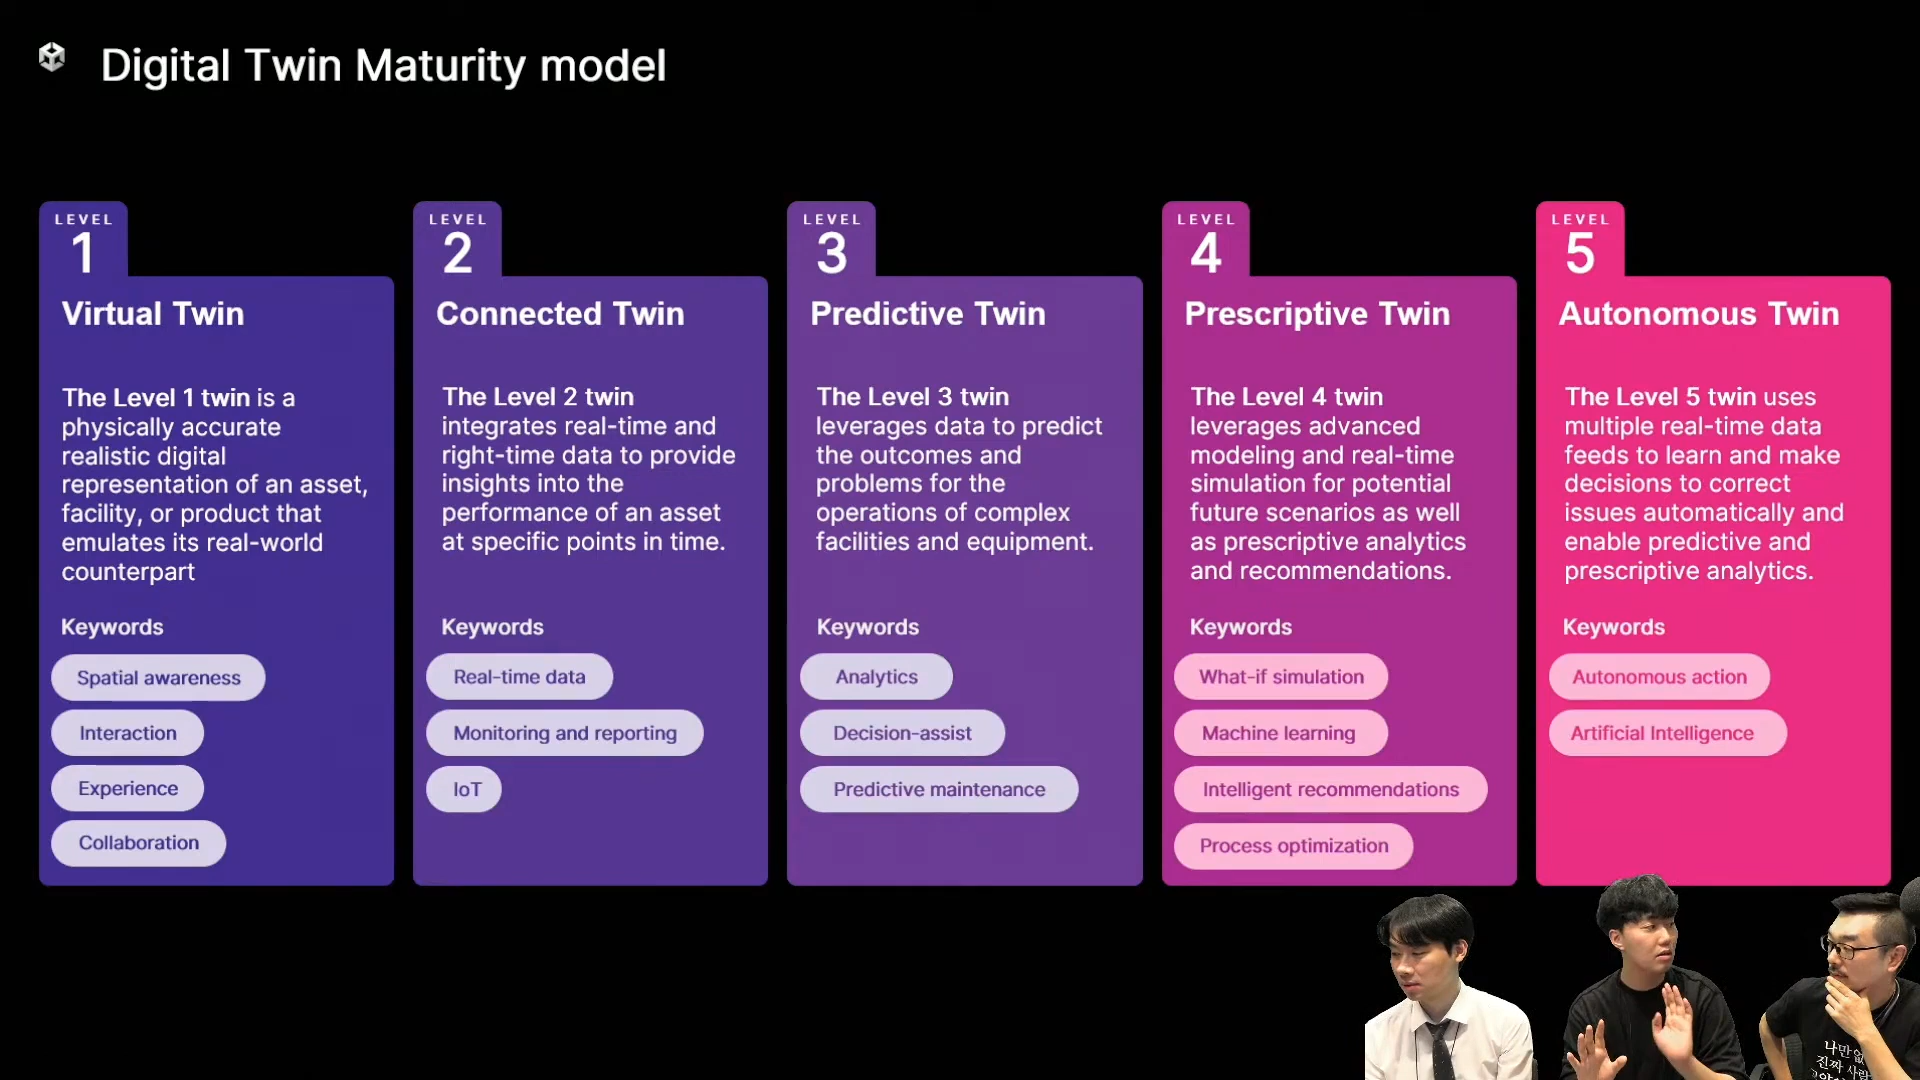 Digital Twin Maturity model
LEVEL
1
Virtual Twin
The Level 1 twin is a
physically accurate
realistic digital
representation of an asset,
facility, or product that
emulates its real-world
counterpart
Keywords
Spatial awareness
Interaction
Experience
Collaboration
LEVEL
2
Connected Twin
The Level 2 twin
integrates real-time and
right-time data to provide
insights into the
performance of an asset
at specific points in time.
Keywords
Real-time data
Monitoring and reporting
IoT
LEVEL
3
Predictive Twin
The Level 3 twin
leverages data to predict
the outcomes and
problems for the
operations of complex
facilities and equipment.
Keywords
Analytics
Decision-assist
Predictive maintenance
LEVEL
4
Prescriptive Twin
The Level 4 twin
leverages advanced
modeling and real-time
simulation for potential
future scenarios as well
as prescriptive analytics
and recommendations.
Keywords
What-if simulation
Machine learning
Intelligent recommendations
Process optimization
LEVEL
5
Autonomous Twin
The Level 5 twin uses
multiple real-time data
feeds to learn and make
decisions to correct
issues automatically and
enable predictive and
prescriptive analytics.
Keywords
Autonomous action
Artificial Intelligence
나만 없
진짜 사람